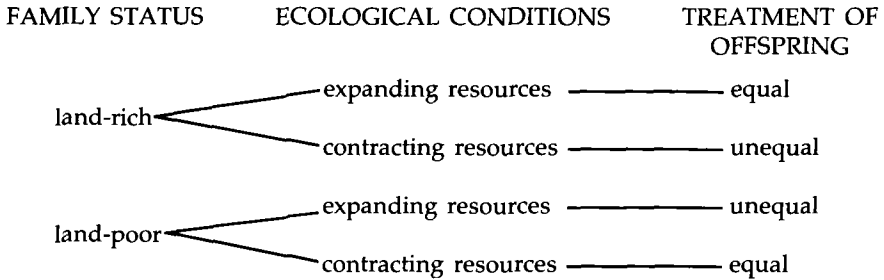 FAMILY STATUS ECOLOGICAL CONDITIONS TREATMENT OF
OFFSPRING
expanding resources equal
land-rich
contracting resources unequal
expanding resources unequal
land-poor
contracting resources equal